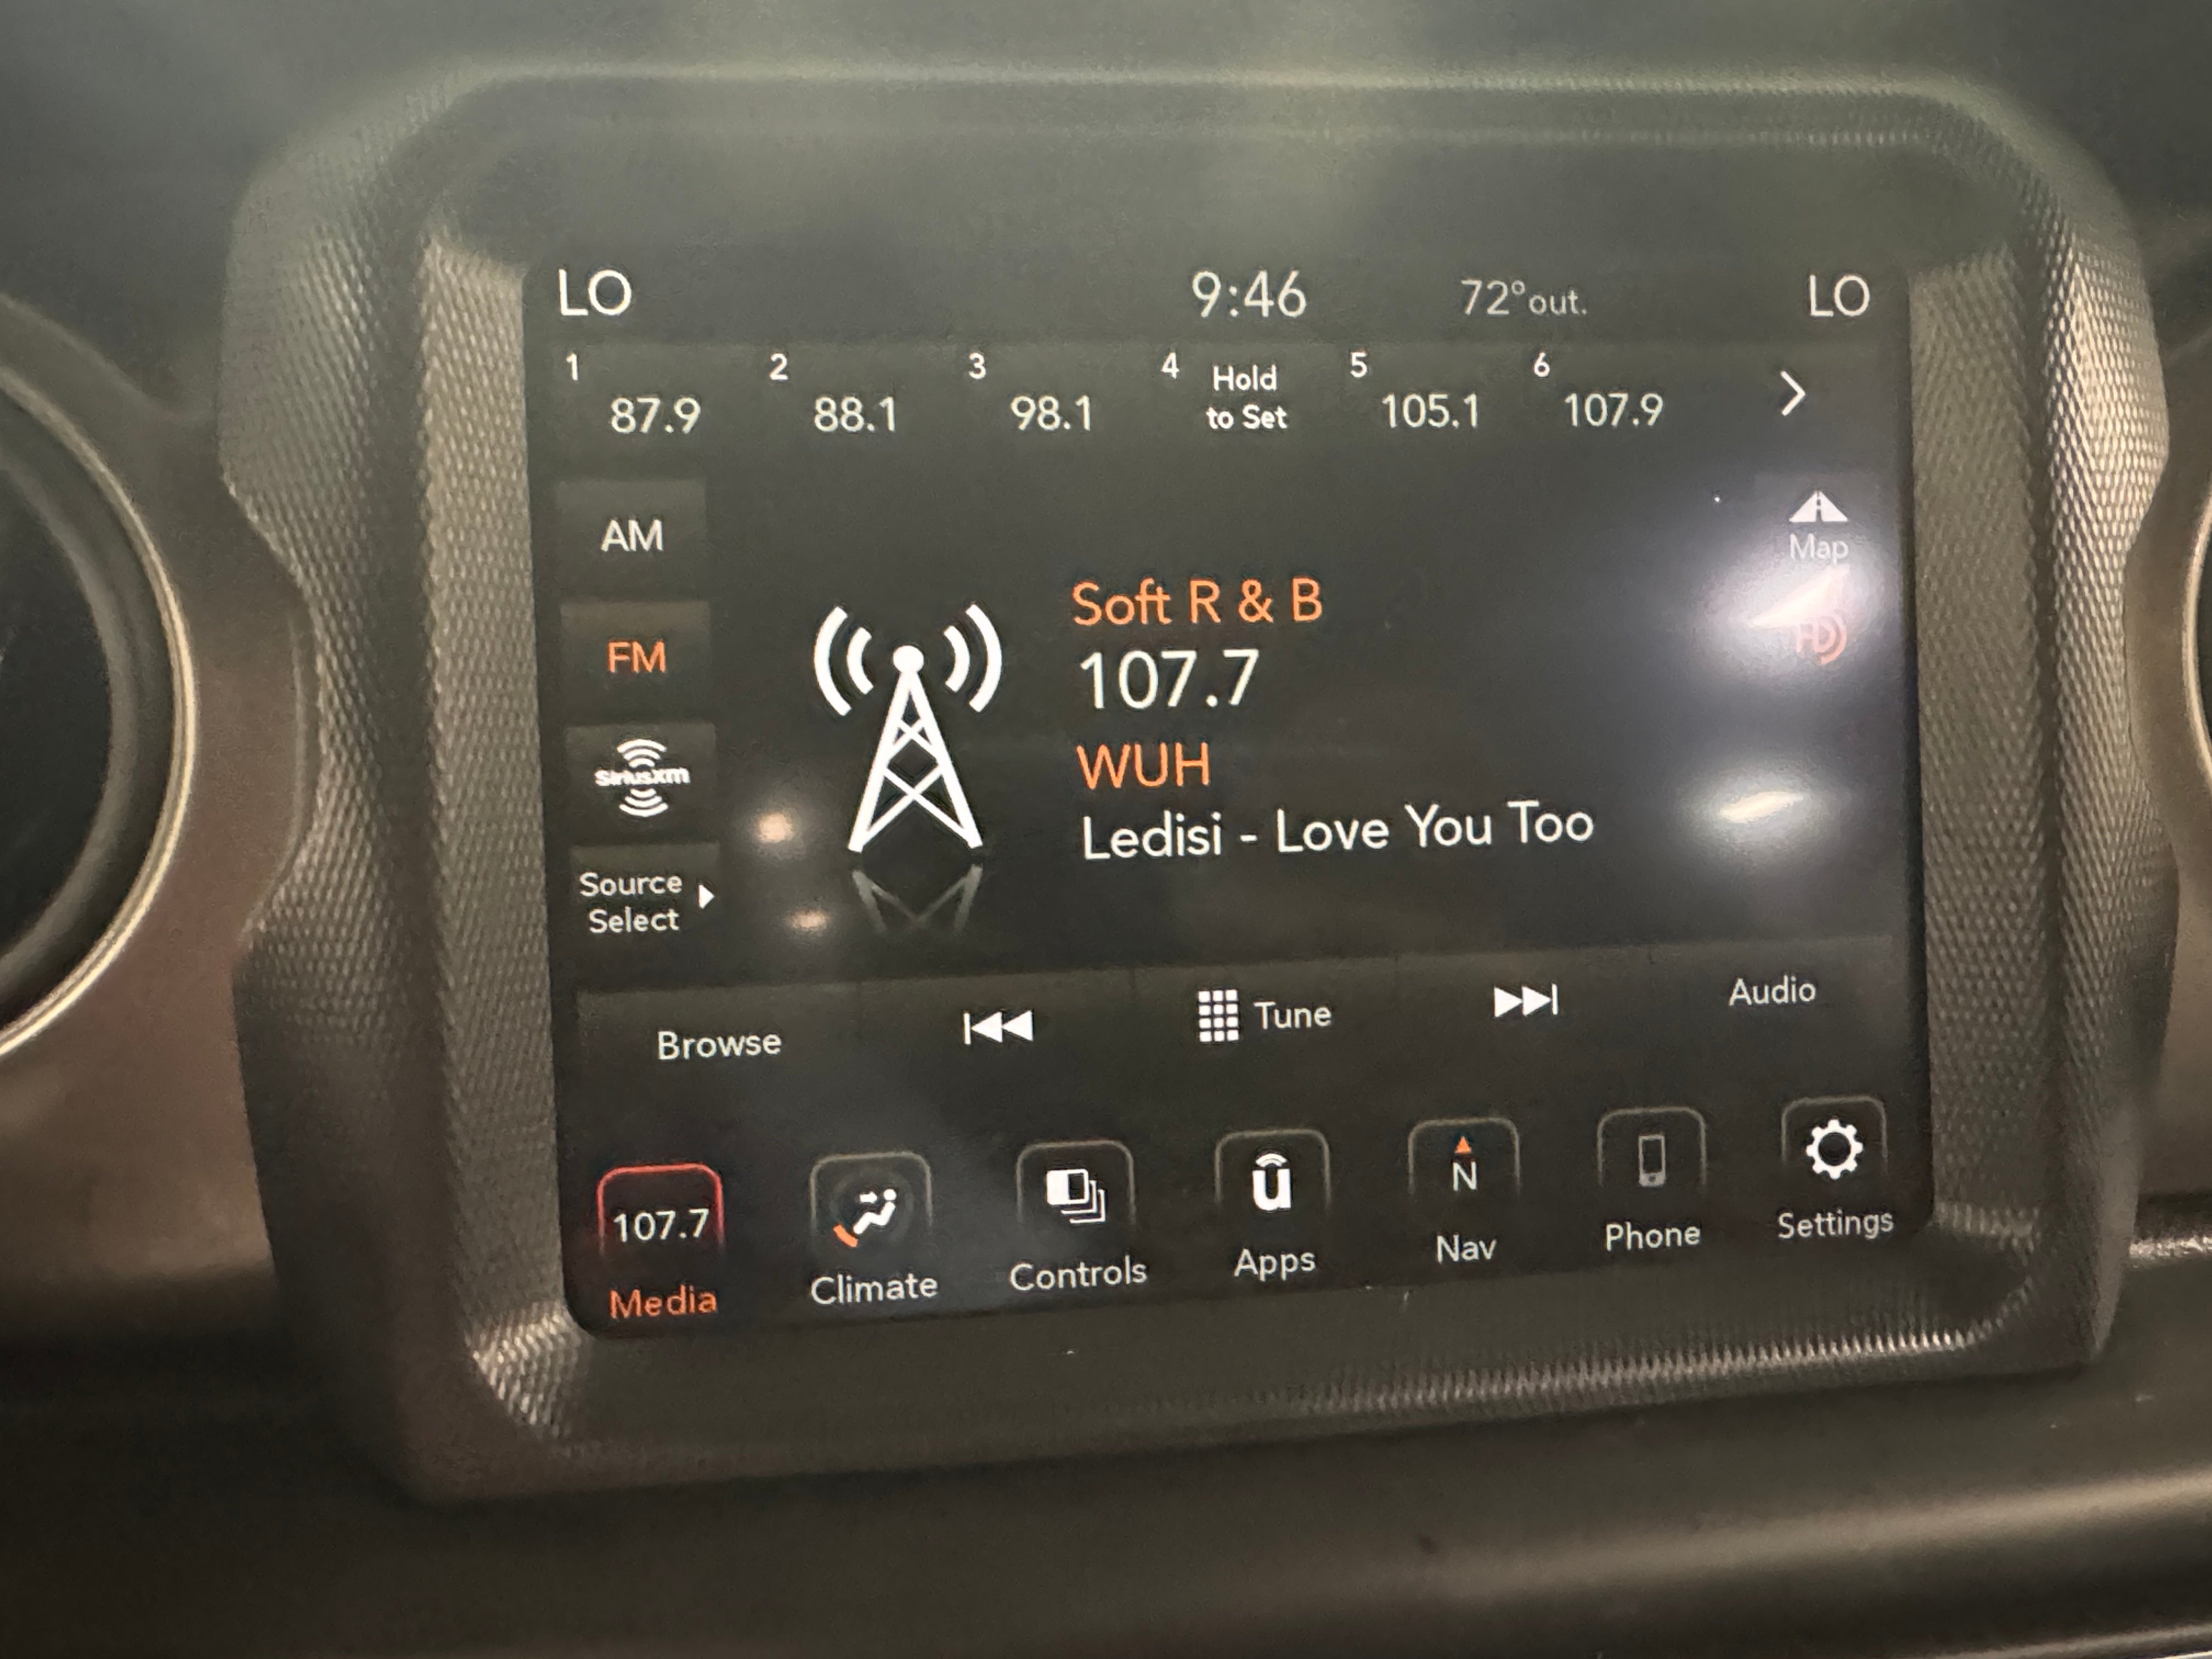 LO 9:46 72°out. LO
1 2 3 4 Hold 5 6
87.9 88.1 98.1 to Set 105.1 107.9
Map
AM
Soft R & B
HD
FM
107.7
WUH
SiriusXM
Ledisi - Love You Too
Source
Select
Browse Tune Audio
107.7 u N
Media Climate Controls Apps Nav Phone Settings